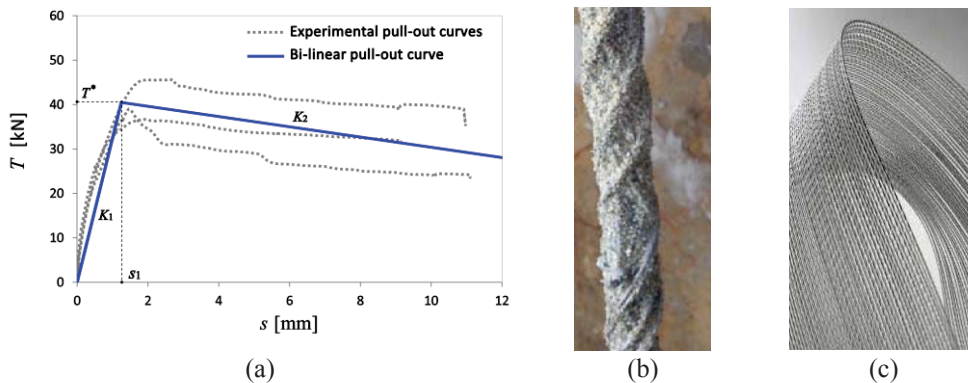 60
50
40
30
20
10
0
T [kN]
T*
K1
K2
s1
Experimental pull-out curves
Bi-linear pull-out curve
0 2 4 6 8 10 12
s [mm]
(a) (b) (c)